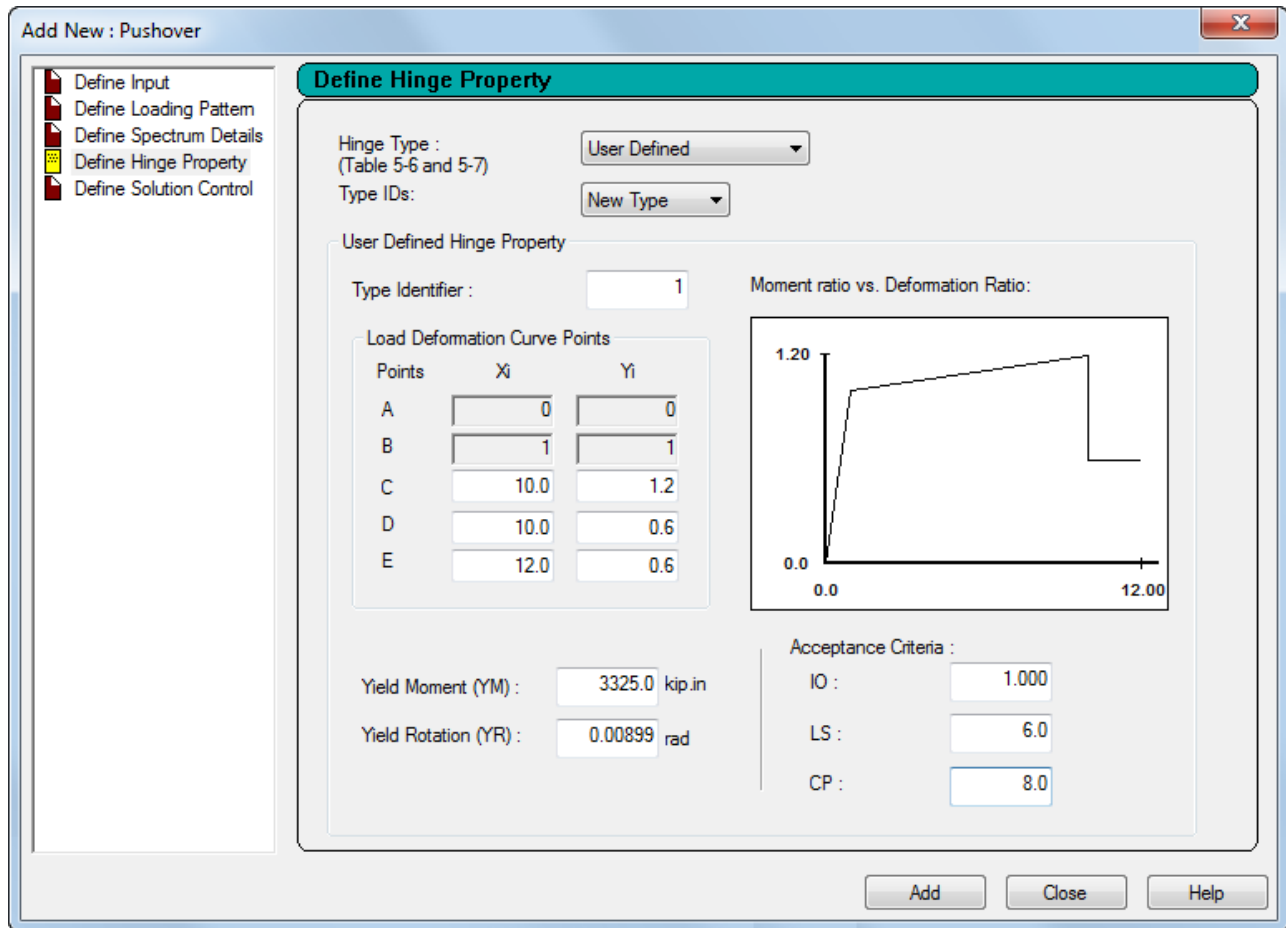 Add New : Pushover
Define Input
Define Loading Pattern
Define Spectrum Details
Define Hinge Property
Define Solution Control
Define Hinge Property
Hinge Type :
(Table 5-6 and 5-7)
User Defined
Type IDs:
New Type
User Defined Hinge Property
Type Identifier :
1
Load Deformation Curve Points
Points Xi Yi
A 0 0
B 1 1
C 10.0 1.2
D 10.0 0.6
E 12.0 0.6
Moment ratio vs. Deformation Ratio:
1.20
0.0
0.0 12.00
Yield Moment (YM) : 3325.0 kip.in
Yield Rotation (YR) : 0.00899 rad
Acceptance Criteria :
IO : 1.000
LS : 6.0
CP : 8.0
Add Close Help